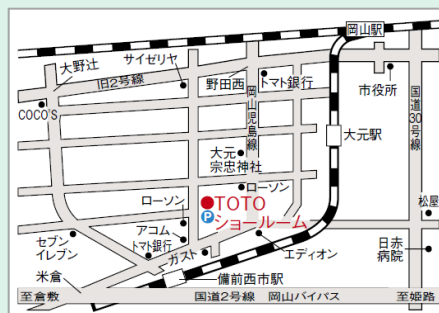 岡山駅
大野辻
サイゼリヤ
旧2号線
野田西
トマト銀行
市役所
COCO'S
岡山児島線
国道30号線
大元
宗忠神社
大元駅
ローソン
ローソン
TOTO
P
ショールーム
松屋
アコム
トマト銀行
セブン
イレブン
ガスト
エディオン
日赤
病院
米倉
備前西市駅
至倉敷
国道2号線 岡山バイパス
至姫路